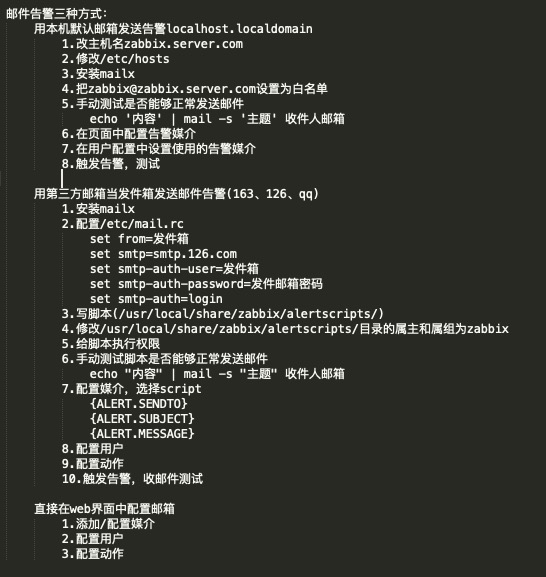 邮件告警三种方式：
用本机默认邮箱发送告警localhost.localdomain
1.改主机名zabbix.server.com
2.修改/etc/hosts
3.安装mailx
4.把zabbix@zabbix.server.com设置为白名单
5.手动测试是否能够正常发送邮件
echo '内容' | mail -s '主题' 收件人邮箱
6.在页面中配置告警媒介
7.在用户配置中设置使用的告警媒介
8.触发告警，测试
用第三方邮箱当发件箱发送邮件告警(163、126、qq)
1.安装mailx
2.配置/etc/mail.rc
set from=发件箱
set smtp=smtp.126.com
set smtp-auth-user=发件箱
set smtp-auth-password=发件邮箱密码
set smtp-auth=login
3.写脚本(/usr/local/share/zabbix/alertscripts/)
4.修改/usr/local/share/zabbix/alertscripts/目录的属主和属组为zabbix
5.给脚本执行权限
6.手动测试脚本是否能够正常发送邮件
echo "内容" | mail -s "主题" 收件人邮箱
7.配置媒介，选择script
{ALERT.SENDTO}
{ALERT.SUBJECT}
{ALERT.MESSAGE}
8.配置用户
9.配置动作
10.触发告警，收邮件测试
直接在web界面中配置邮箱
1.添加/配置媒介
2.配置用户
3.配置动作